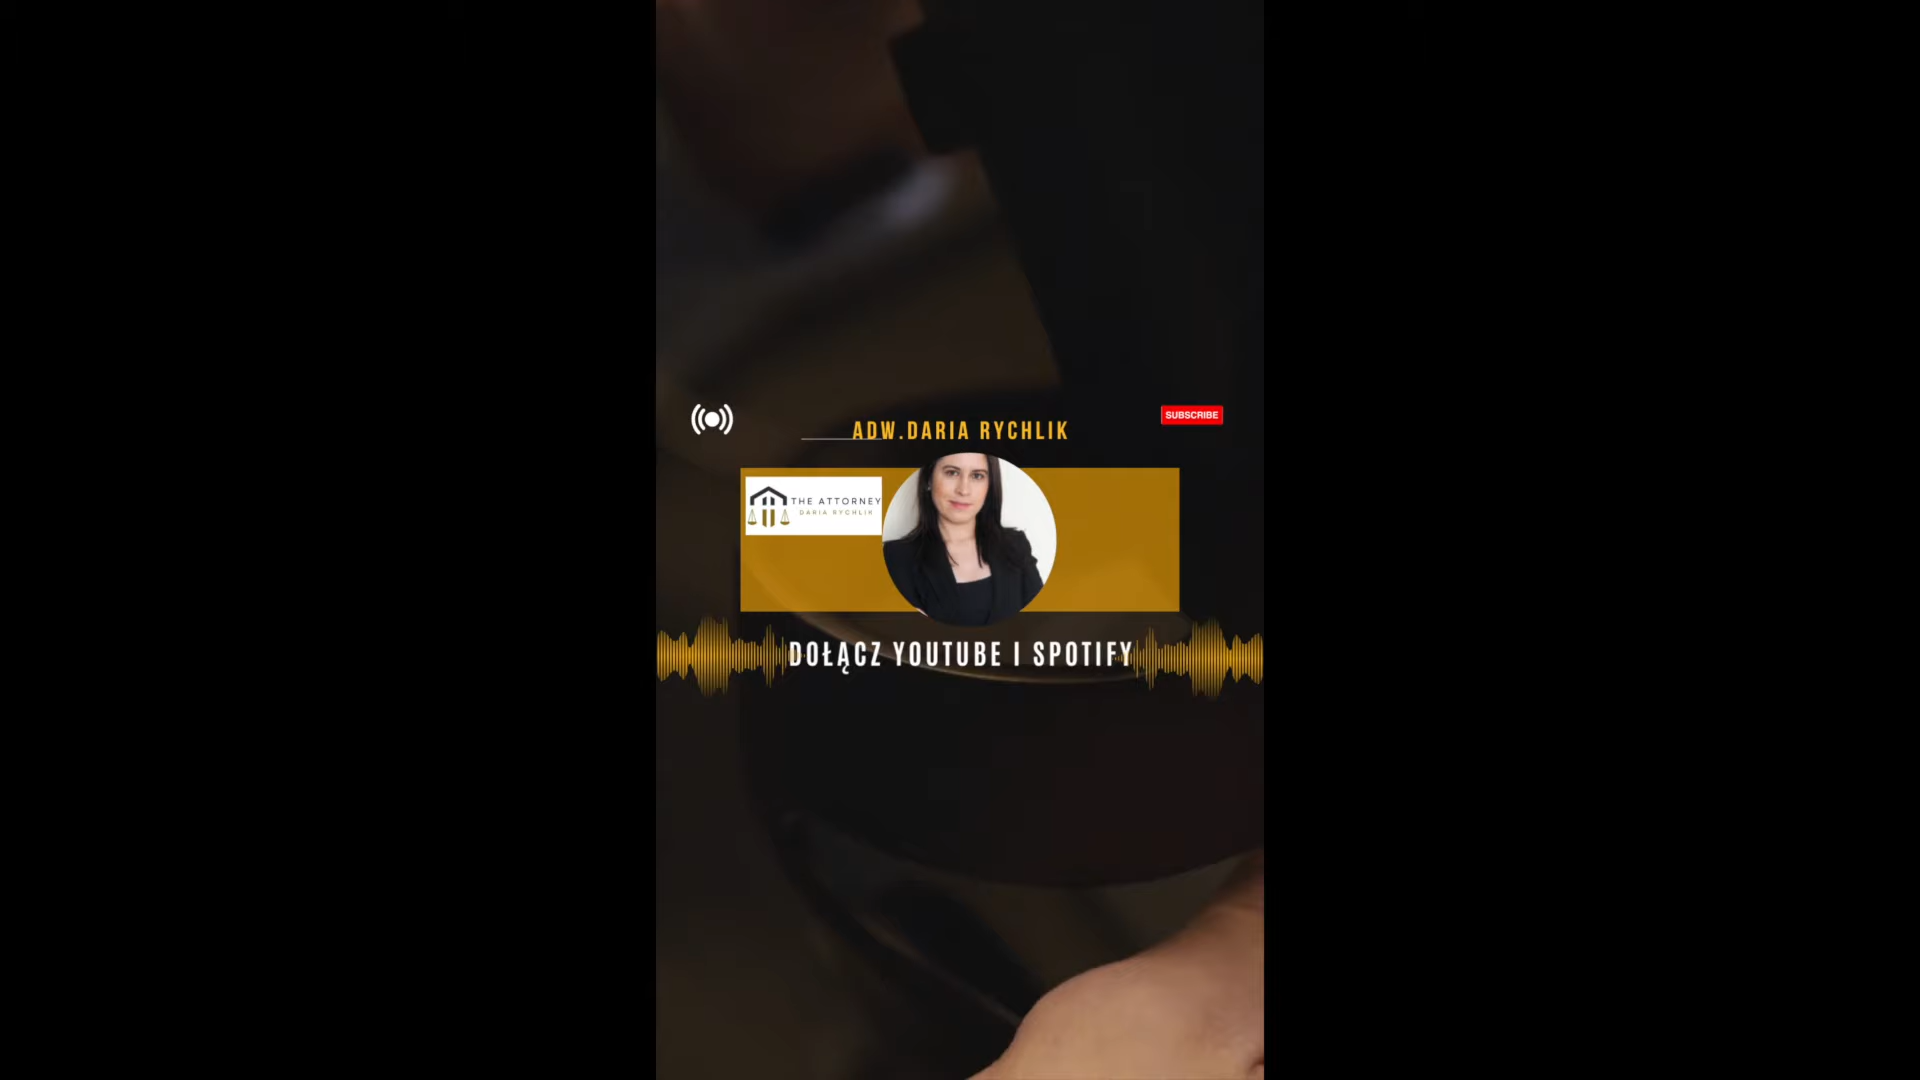 SUBSCRIBE
ADW.DARIA RYCHLIK
THE ATTORNEY
DARIA RYCHLIK
DOŁĄCZ YOUTUBE I SPOTIFY